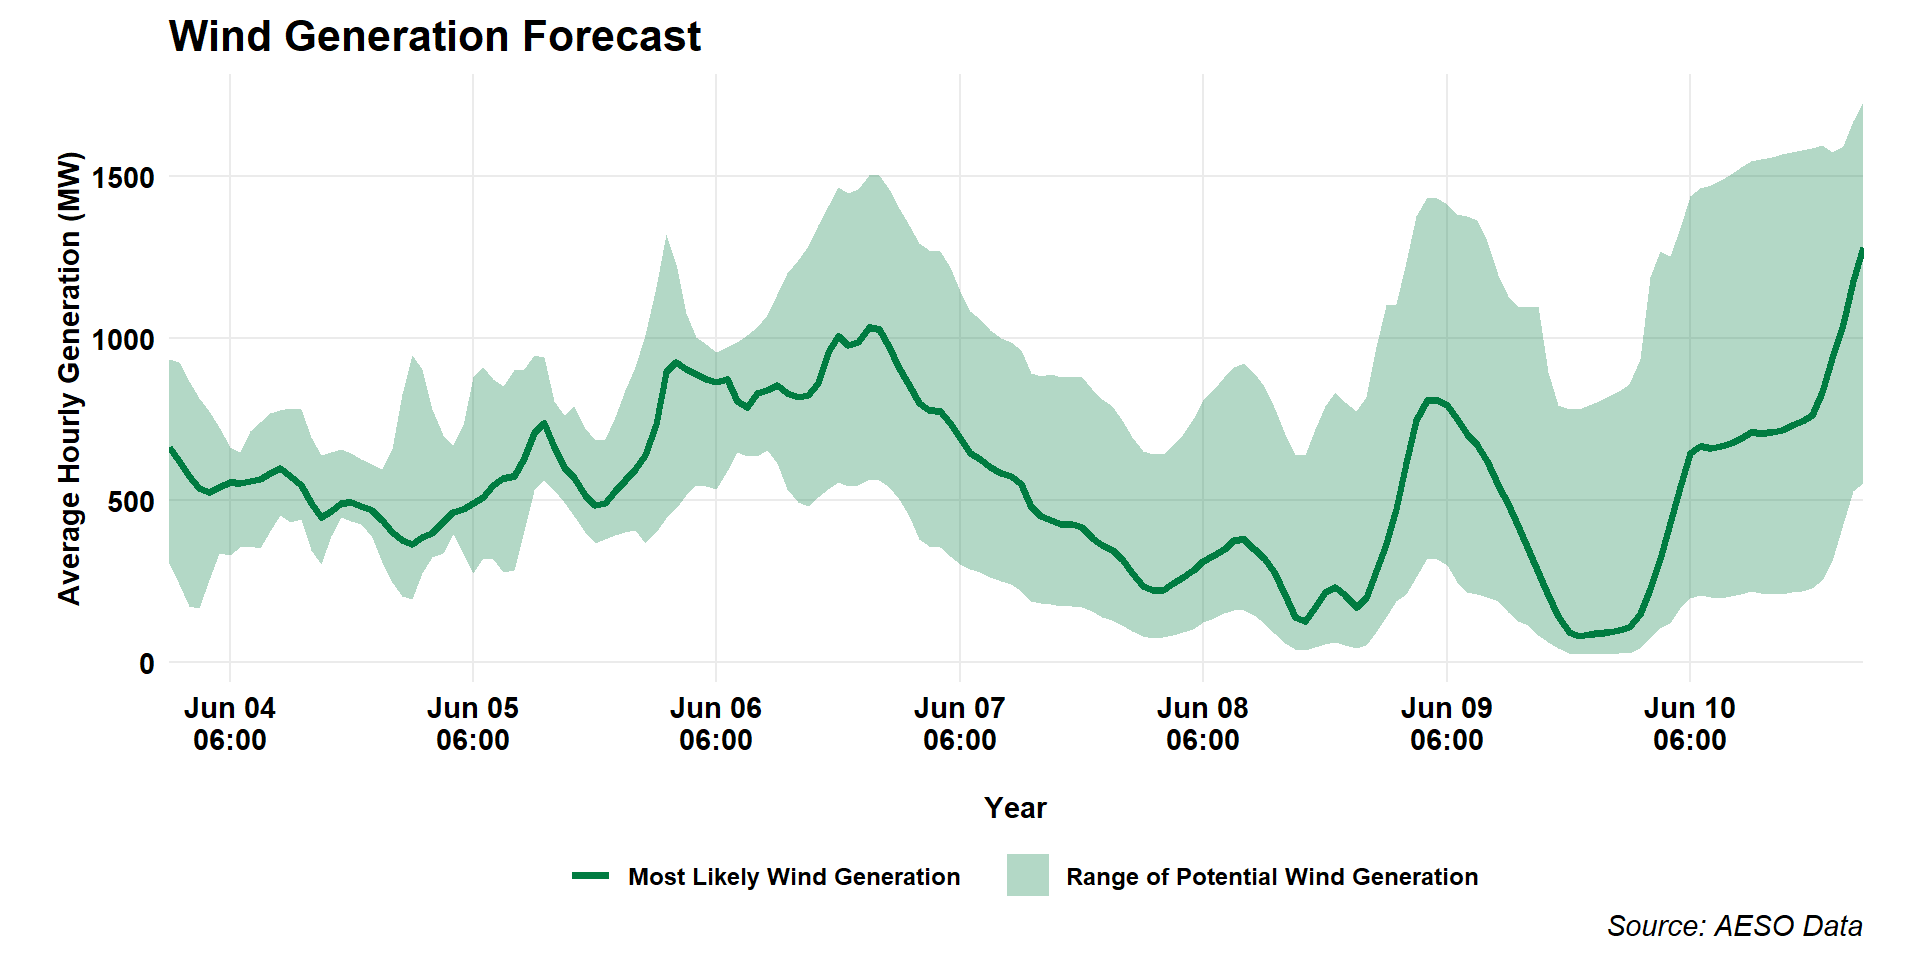 Wind Generation Forecast
Average Hourly Generation (MW)
1500
1000
500
0
Jun 04 Jun 05 Jun 06 Jun 07 Jun 08 Jun 09 Jun 10
06:00 06:00 06:00 06:00 06:00 06:00 06:00
Year
Most Likely Wind Generation Range of Potential Wind Generation
Source: AESO Data